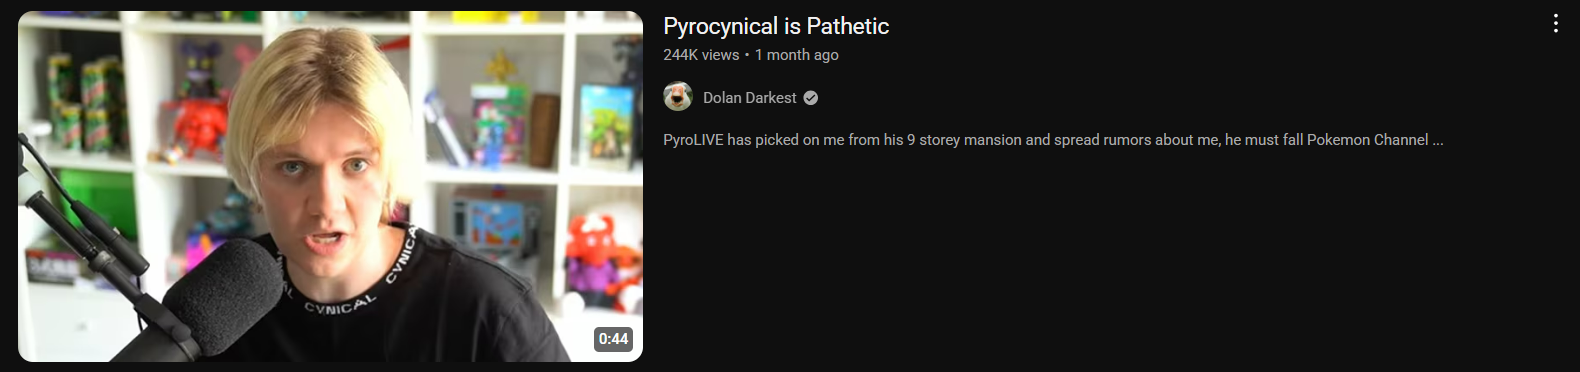 Pyrocynical is Pathetic
244K views • 1 month ago
Dolan Darkest
PyroLIVE has picked on me from his 9 storey mansion and spread rumors about me, he must fall Pokemon Channel ...
CYNICAL CYNICAL
0:44